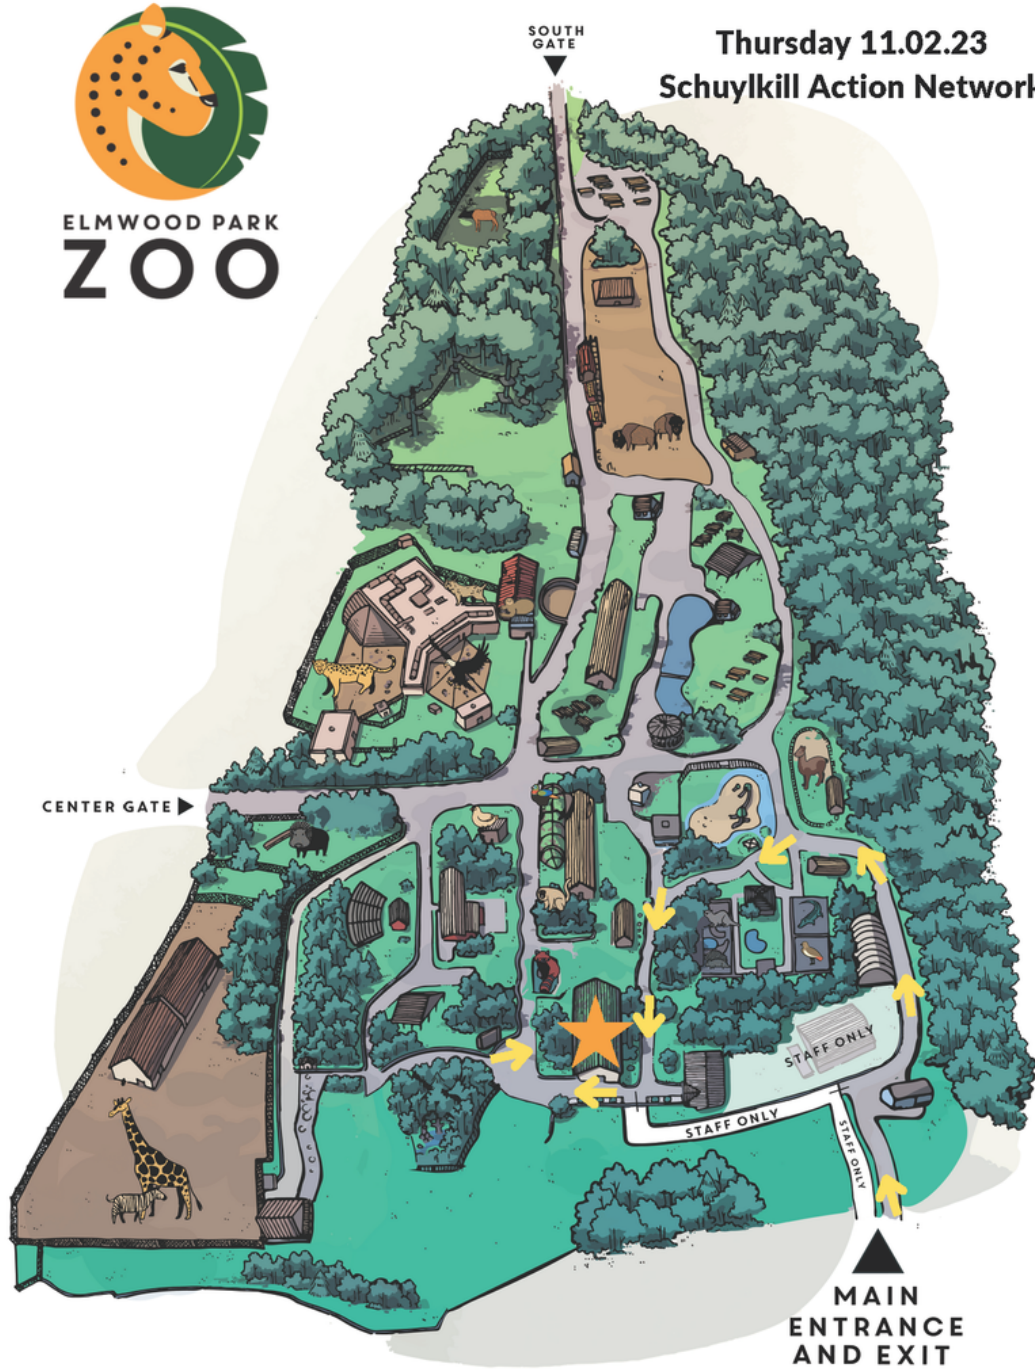 SOUTH
GATE
Thursday 11.02.23
Schuylkill Action Network
ELMWOOD PARK
ZOO
CENTER GATE
STAFF ONLY
STAFF ONLY
STAFF ONLY
MAIN
ENTRANCE
AND EXIT